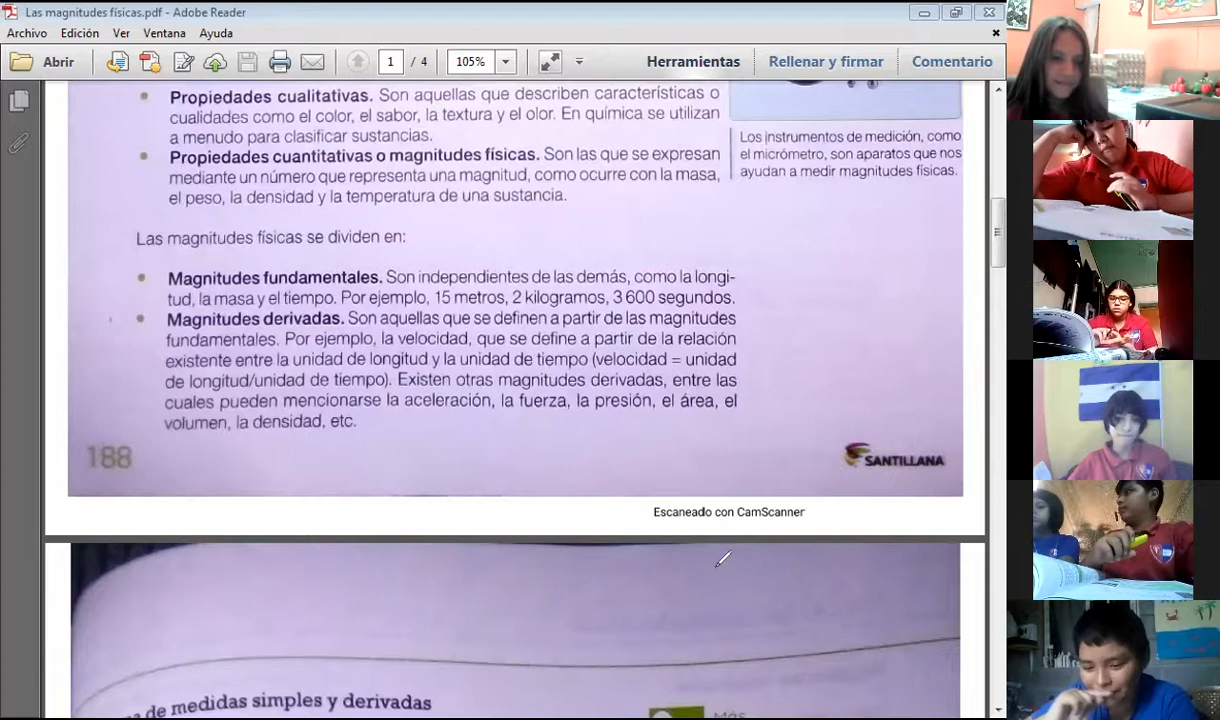 Las magnitudes físicas.pdf - Adobe Reader
Archivo Edición Ver Ventana Ayuda
Abrir 1 / 4 105% Herramientas Rellenar y firmar Comentario
Propiedades cualitativas. Son aquellas que describen características o
cualidades como el color, el sabor, la textura y el olor. En química se utilizan
a menudo para clasificar sustancias.
Propiedades cuantitativas o magnitudes físicas. Son las que se expresan
mediante un número que representa una magnitud, como ocurre con la masa,
el peso, la densidad y la temperatura de una sustancia.
Los instrumentos de medición, como
el micrómetro, son aparatos que nos
ayudan a medir magnitudes físicas.
Las magnitudes físicas se dividen en:
Magnitudes fundamentales. Son independientes de las demás, como la longi-
tud, la masa y el tiempo. Por ejemplo, 15 metros, 2 kilogramos, 3 600 segundos.
Magnitudes derivadas. Son aquellas que se definen a partir de las magnitudes
fundamentales. Por ejemplo, la velocidad, que se define a partir de la relación
existente entre la unidad de longitud y la unidad de tiempo (velocidad = unidad
de longitud/unidad de tiempo). Existen otras magnitudes derivadas, entre las
cuales pueden mencionarse la aceleración, la fuerza, la presión, el área, el
volumen, la densidad, etc.
188
SANTILLANA
Escaneado con CamScanner
de medidas simples y derivadas
Más